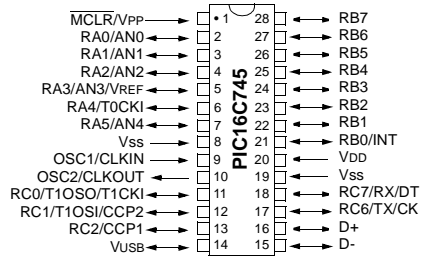 MCLR/VPP 1 28 RB7
RA0/AN0 2 27 RB6
RA1/AN1 3 26 RB5
RA2/AN2 4 25 RB4
RA3/AN3/VREF 5 24 RB3
RA4/T0CKI 6 23 RB2
RA5/AN4 7 22 RB1
VSS 8 21 RB0/INT
OSC1/CLKIN 9 20 VDD
OSC2/CLKOUT 10 19 VSS
RC0/T1OSO/T1CKI 11 18 RC7/RX/DT
RC1/T1OSI/CCP2 12 17 RC6/TX/CK
RC2/CCP1 13 16 D+
VUSB 14 15 D-
PIC16C745